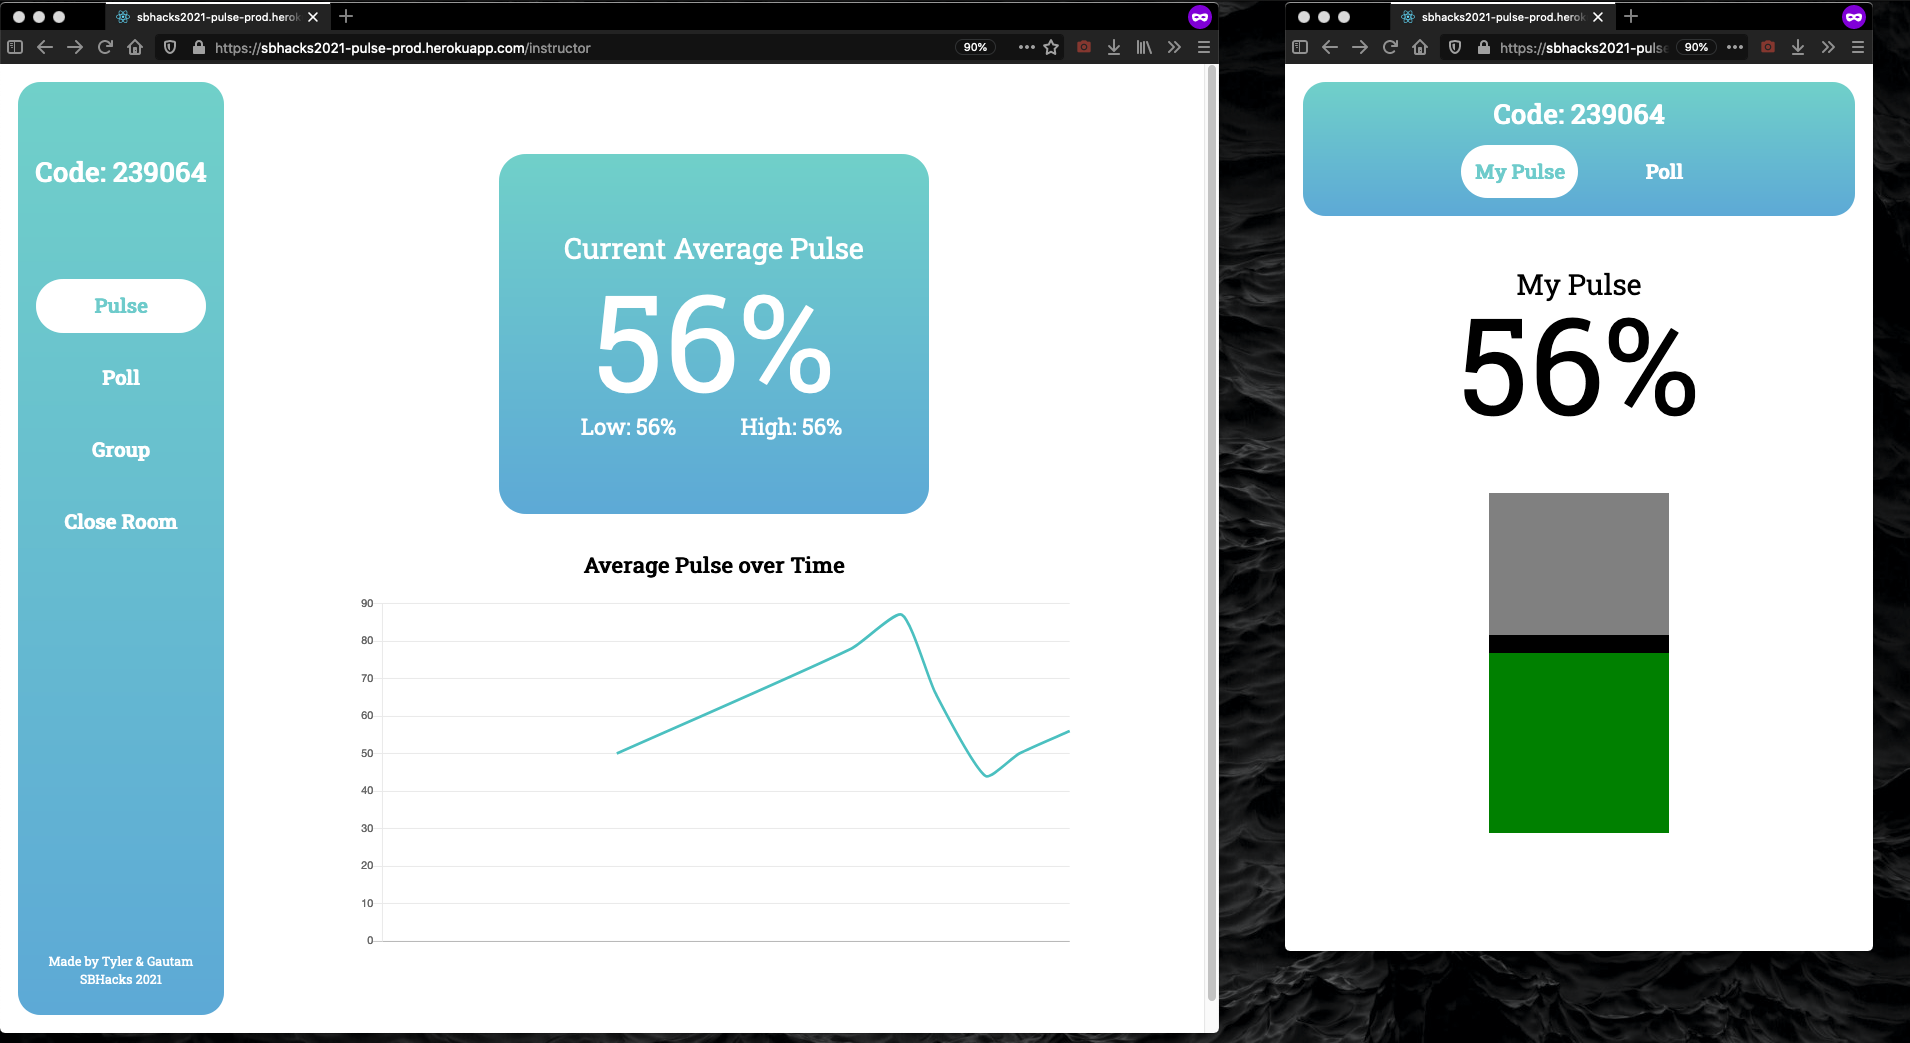 sbhacks2021-pulse-prod.herok
https://sbhacks2021-pulse-prod.herokuapp.com/instructor
90%
Code: 239064
Pulse
Poll
Group
Close Room
Made by Tyler & Gautam
SBHacks 2021
Current Average Pulse
56%
Low: 56%
High: 56%
Average Pulse over Time
90
80
70
60
50
40
30
20
10
0
sbhacks2021-pulse-prod.herok
https://sbhacks2021-pulse
90%
Code: 239064
My Pulse
Poll
My Pulse
56%